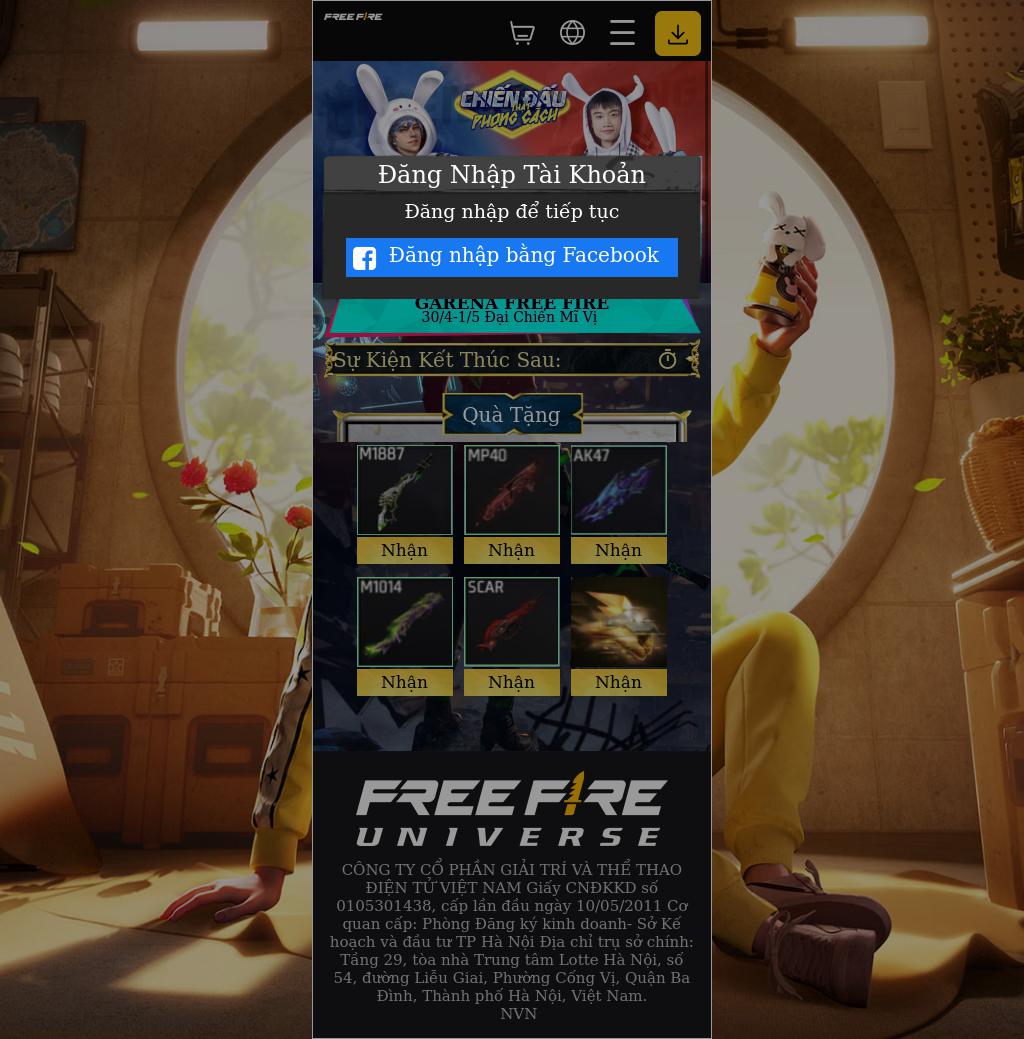 FREE FIRE
CHIẾN ĐẤU
THẬT
PHONG CÁCH
Đăng Nhập Tài Khoản
Đăng nhập để tiếp tục
Đăng nhập bằng Facebook
GARENA FREE FIRE
30/4-1/5 Đại Chiến Mĩ Vị
Sự Kiện Kết Thúc Sau:
Quà Tặng
M1887 MP40 AK47
Nhận Nhận Nhận
M1014 SCAR
Nhận Nhận Nhận
FREE FIRE
UNIVERSE
CÔNG TY CỔ PHẦN GIẢI TRÍ VÀ THỂ THAO
ĐIỆN TỬ VIỆT NAM Giấy CNĐKKD số
0105301438, cấp lần đầu ngày 10/05/2011 Cơ
quan cấp: Phòng Đăng ký kinh doanh- Sở Kế
hoạch và đầu tư TP Hà Nội Địa chỉ trụ sở chính:
Tầng 29, tòa nhà Trung tâm Lotte Hà Nội, số
54, đường Liễu Giai, Phường Cống Vị, Quận Ba
Đình, Thành phố Hà Nội, Việt Nam.
NVN